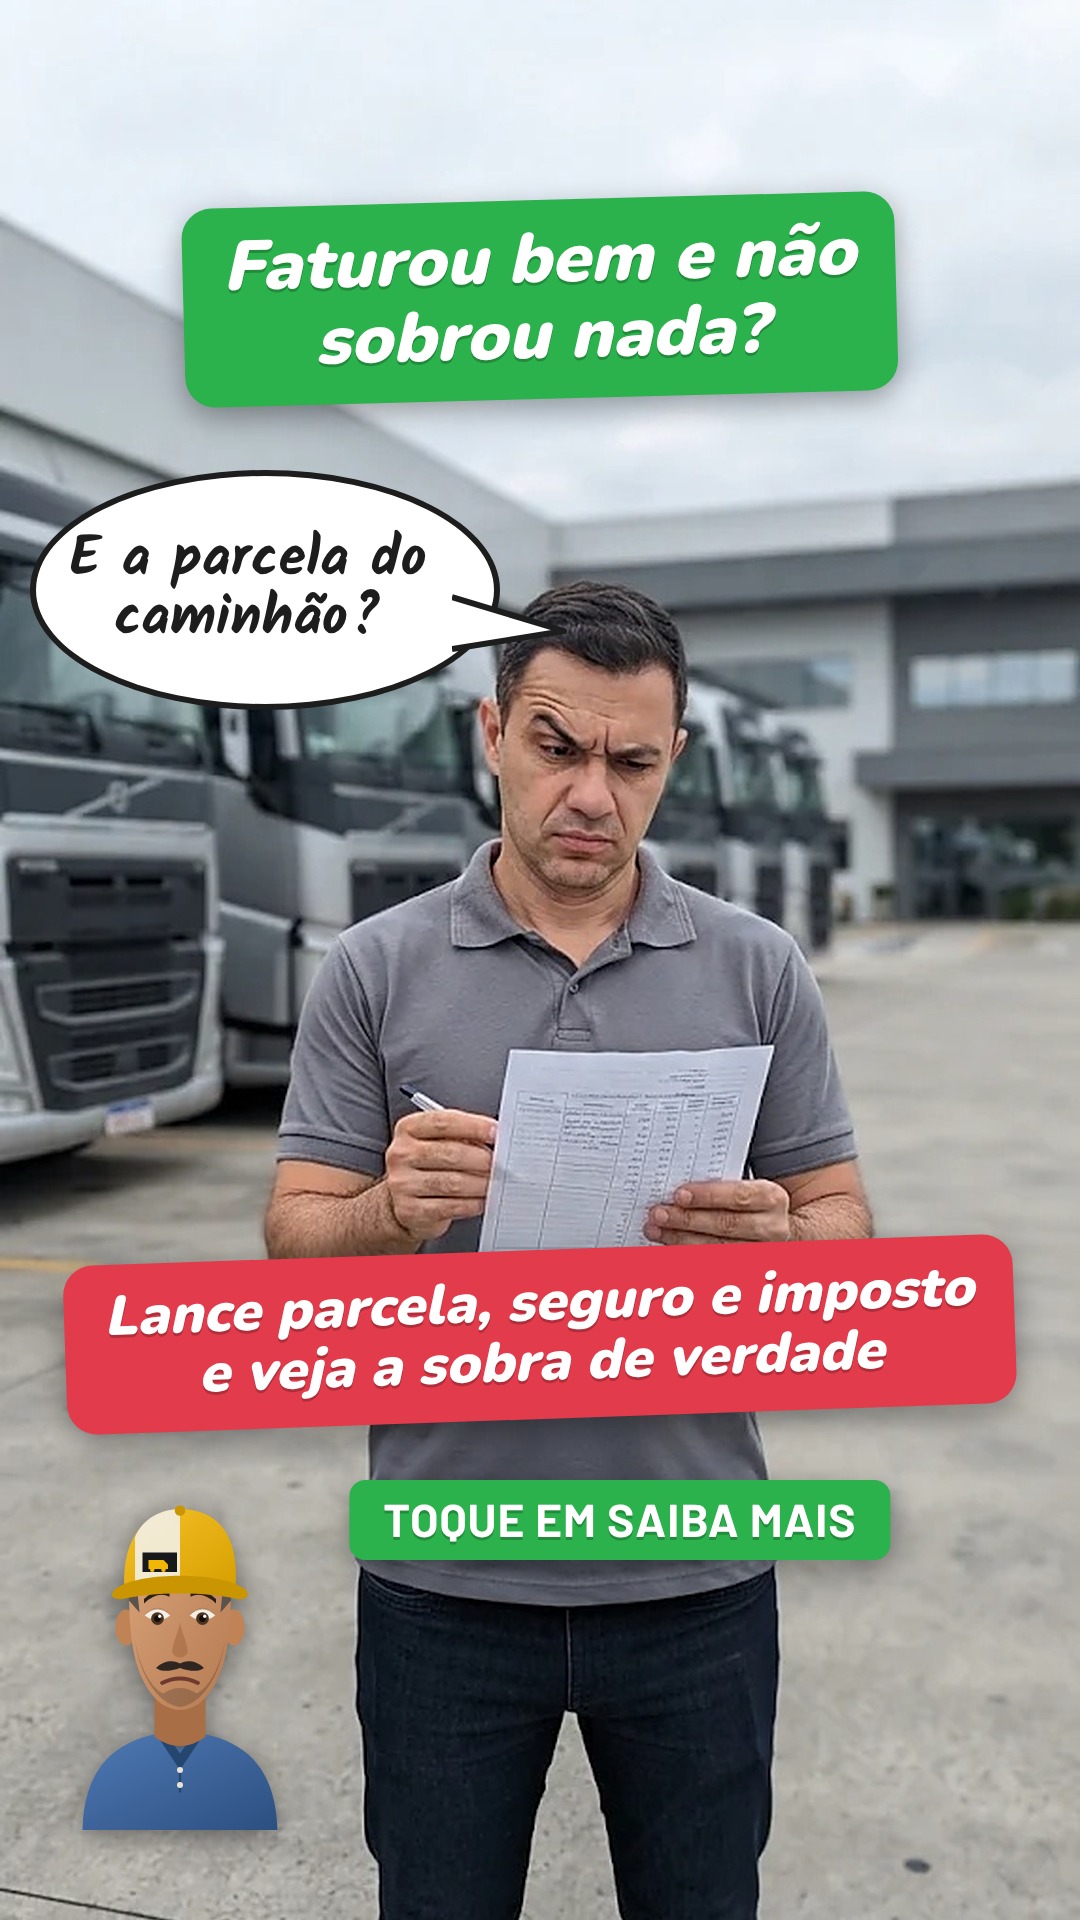 Faturou bem e não
sobrou nada?
E a parcela do
caminhão?
Lance parcela, seguro e imposto
e veja a sobra de verdade
TOQUE EM SAIBA MAIS